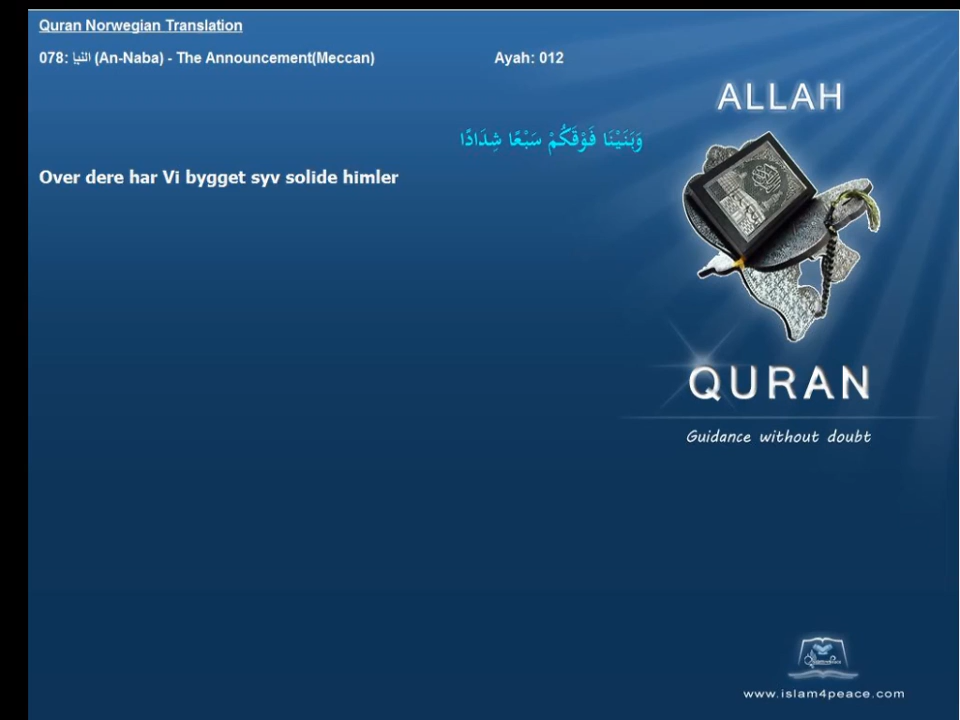 Quran Norwegian Translation
078: النبإ (An-Naba) - The Announcement(Meccan) Ayah: 012
ALLAH
وَبَنَيْنَا فَوْقَكُمْ سَبْعًا شِدَادًا
Over dere har Vi bygget syv solide himler
QURAN
Guidance without doubt
www.islam4peace.com